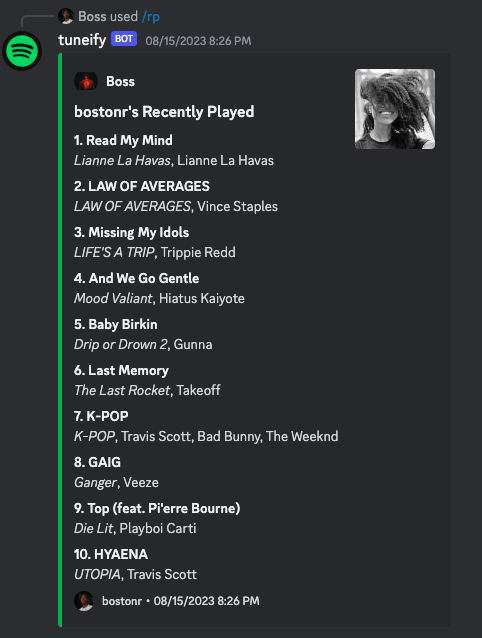 Boss used /rp
tuneify BOT 08/15/2023 8:26 PM
Boss
bostonr's Recently Played
1. Read My Mind
Lianne La Havas, Lianne La Havas
2. LAW OF AVERAGES
LAW OF AVERAGES, Vince Staples
3. Missing My Idols
LIFE'S A TRIP, Trippie Redd
4. And We Go Gentle
Mood Valiant, Hiatus Kaiyote
5. Baby Birkin
Drip or Drown 2, Gunna
6. Last Memory
The Last Rocket, Takeoff
7. K-POP
K-POP, Travis Scott, Bad Bunny, The Weeknd
8. GAIG
Ganger, Veeze
9. Top (feat. Pi'erre Bourne)
Die Lit, Playboi Carti
10. HYAENA
UTOPIA, Travis Scott
bostonr • 08/15/2023 8:26 PM